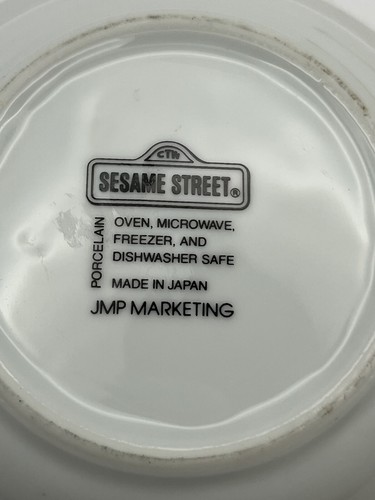 CTW
SESAME STREET®
PORCELAIN
OVEN, MICROWAVE,
FREEZER, AND
DISHWASHER SAFE
MADE IN JAPAN
JMP MARKETING